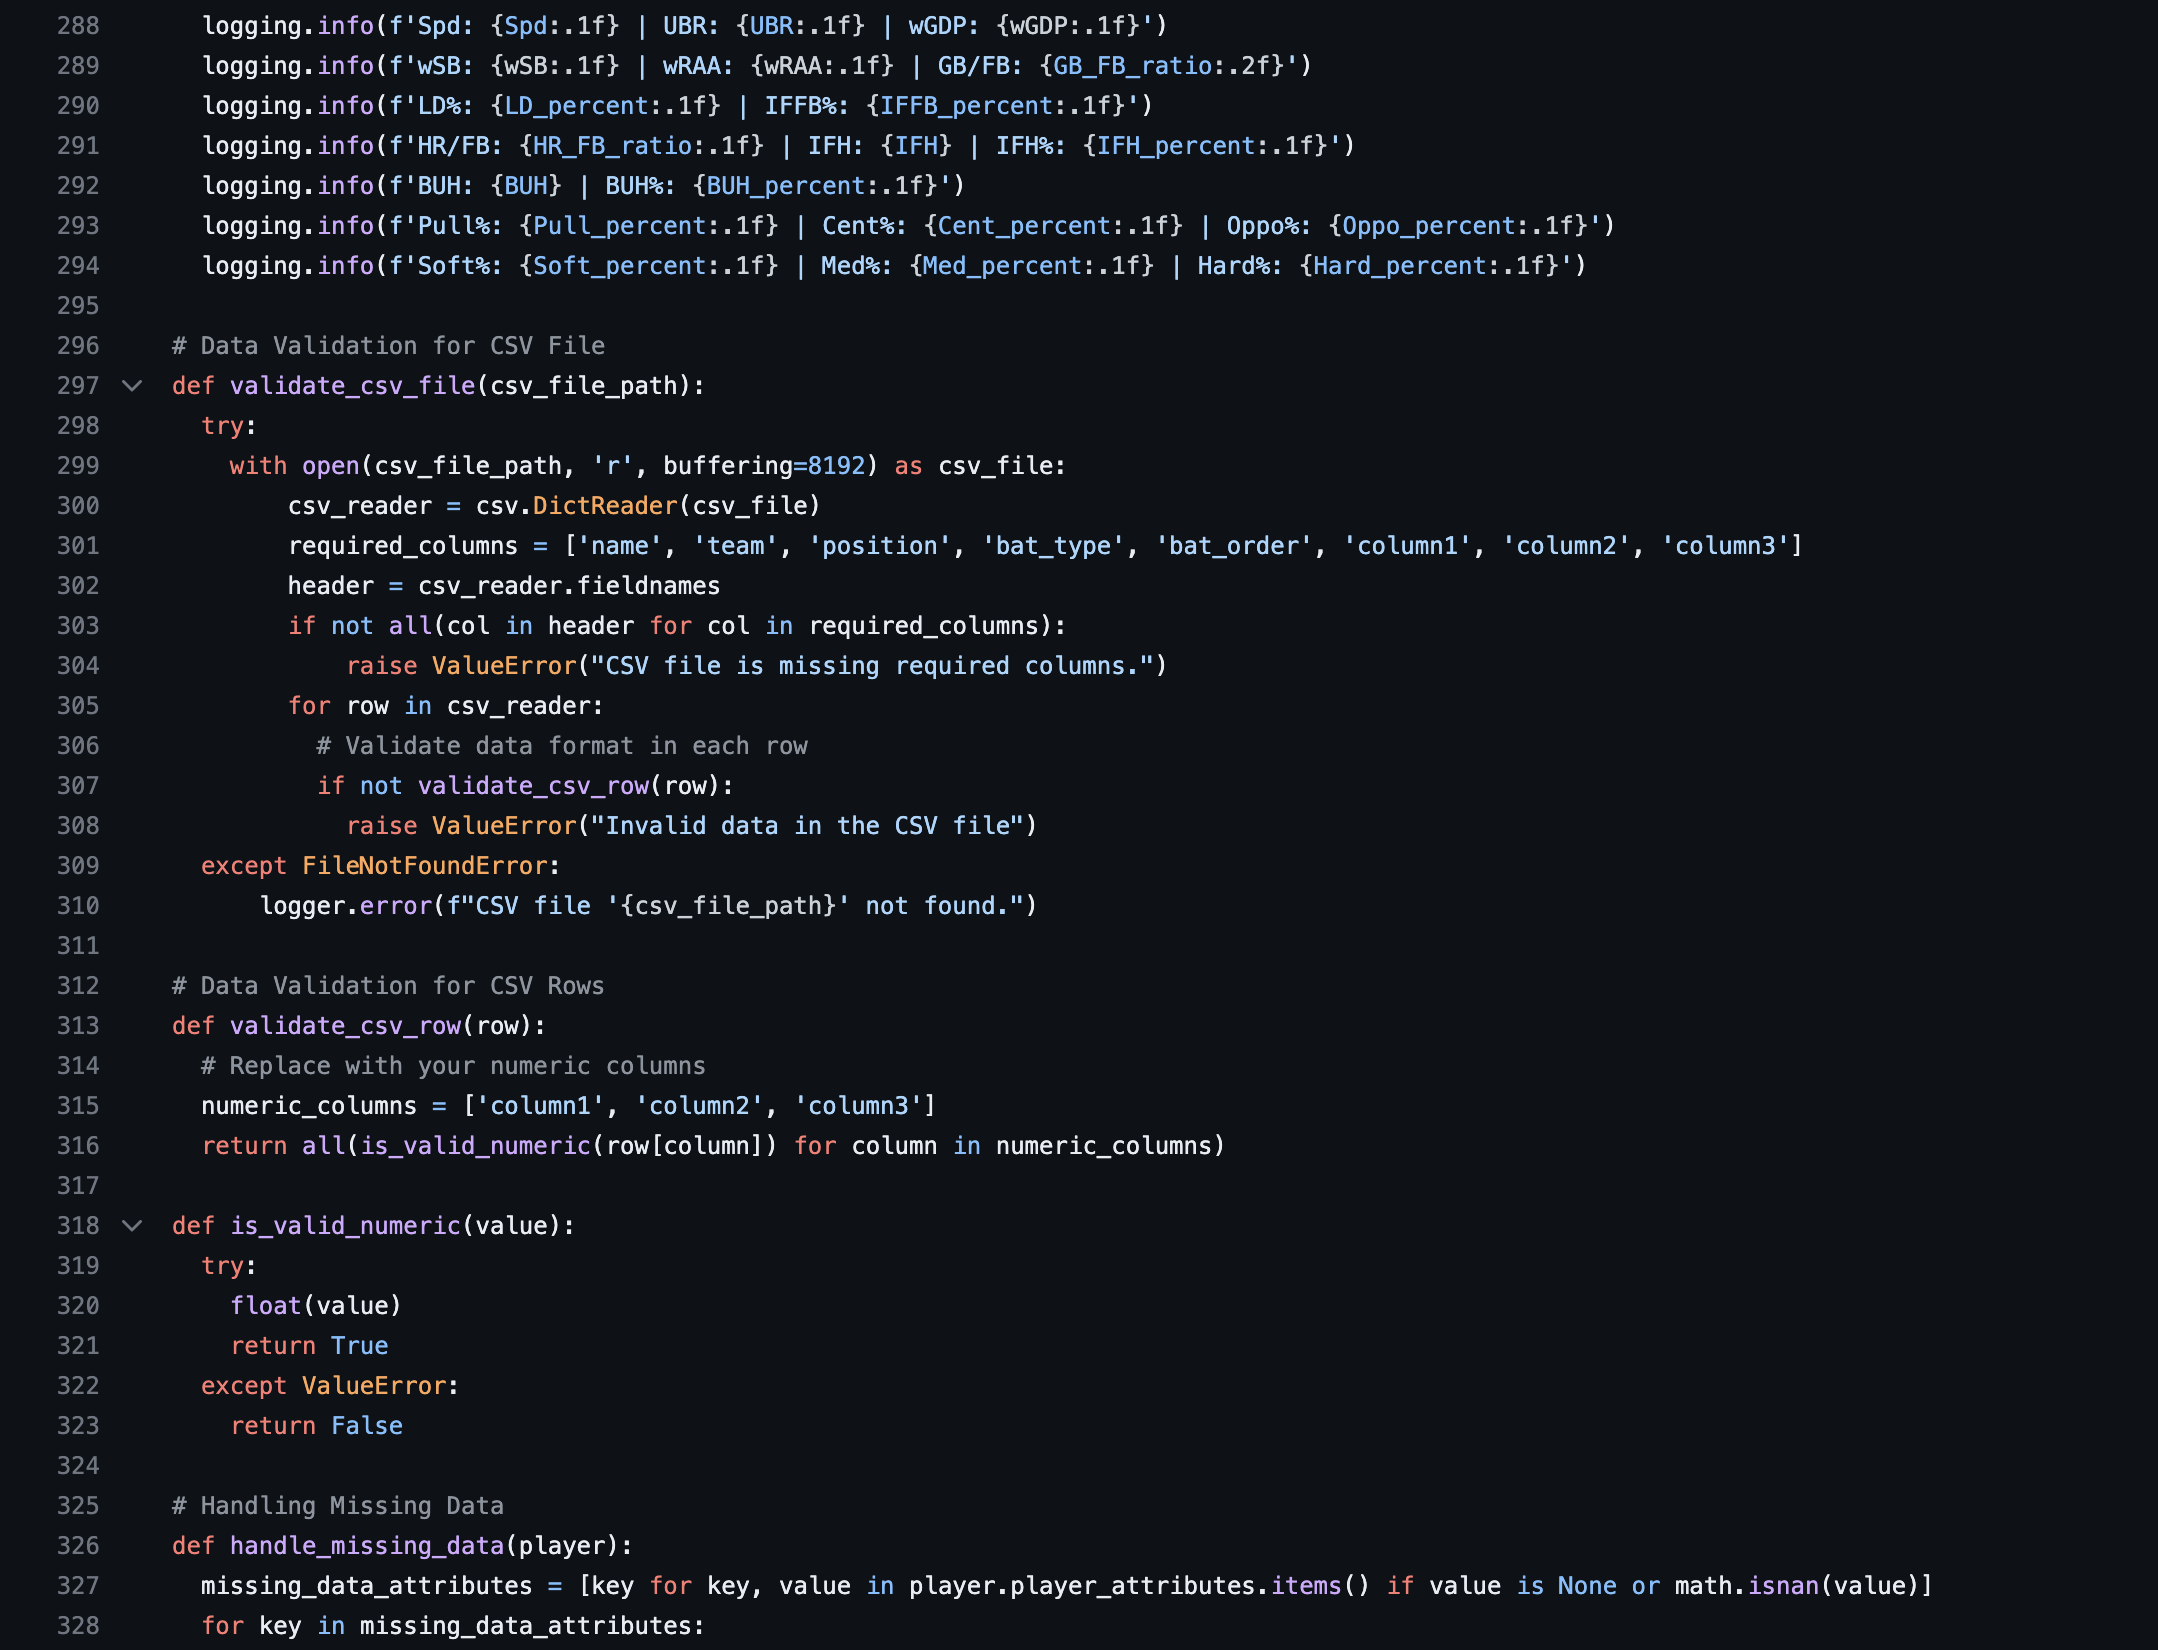 288 logging.info(f'Spd: {Spd:.1f} | UBR: {UBR:.1f} | wGDP: {wGDP:.1f}')
289 logging.info(f'wSB: {wSB:.1f} | wRAA: {wRAA:.1f} | GB/FB: {GB_FB_ratio:.2f}')
290 logging.info(f'LD%: {LD_percent:.1f} | IFFB%: {IFFB_percent:.1f}')
291 logging.info(f'HR/FB: {HR_FB_ratio:.1f} | IFH: {IFH} | IFH%: {IFH_percent:.1f}')
292 logging.info(f'BUH: {BUH} | BUH%: {BUH_percent:.1f}')
293 logging.info(f'Pull%: {Pull_percent:.1f} | Cent%: {Cent_percent:.1f} | Oppo%: {Oppo_percent:.1f}')
294 logging.info(f'Soft%: {Soft_percent:.1f} | Med%: {Med_percent:.1f} | Hard%: {Hard_percent:.1f}')
295
296 # Data Validation for CSV File
297 def validate_csv_file(csv_file_path):
298 try:
299 with open(csv_file_path, 'r', buffering=8192) as csv_file:
300 csv_reader = csv.DictReader(csv_file)
301 required_columns = ['name', 'team', 'position', 'bat_type', 'bat_order', 'column1', 'column2', 'column3']
302 header = csv_reader.fieldnames
303 if not all(col in header for col in required_columns):
304 raise ValueError("CSV file is missing required columns.")
305 for row in csv_reader:
306 # Validate data format in each row
307 if not validate_csv_row(row):
308 raise ValueError("Invalid data in the CSV file")
309 except FileNotFoundError:
310 logger.error(f"CSV file '{csv_file_path}' not found.")
311
312 # Data Validation for CSV Rows
313 def validate_csv_row(row):
314 # Replace with your numeric columns
315 numeric_columns = ['column1', 'column2', 'column3']
316 return all(is_valid_numeric(row[column]) for column in numeric_columns)
317
318 def is_valid_numeric(value):
319 try:
320 float(value)
321 return True
322 except ValueError:
323 return False
324
325 # Handling Missing Data
326 def handle_missing_data(player):
327 missing_data_attributes = [key for key, value in player.player_attributes.items() if value is None or math.isnan(value)]
328 for key in missing_data_attributes: